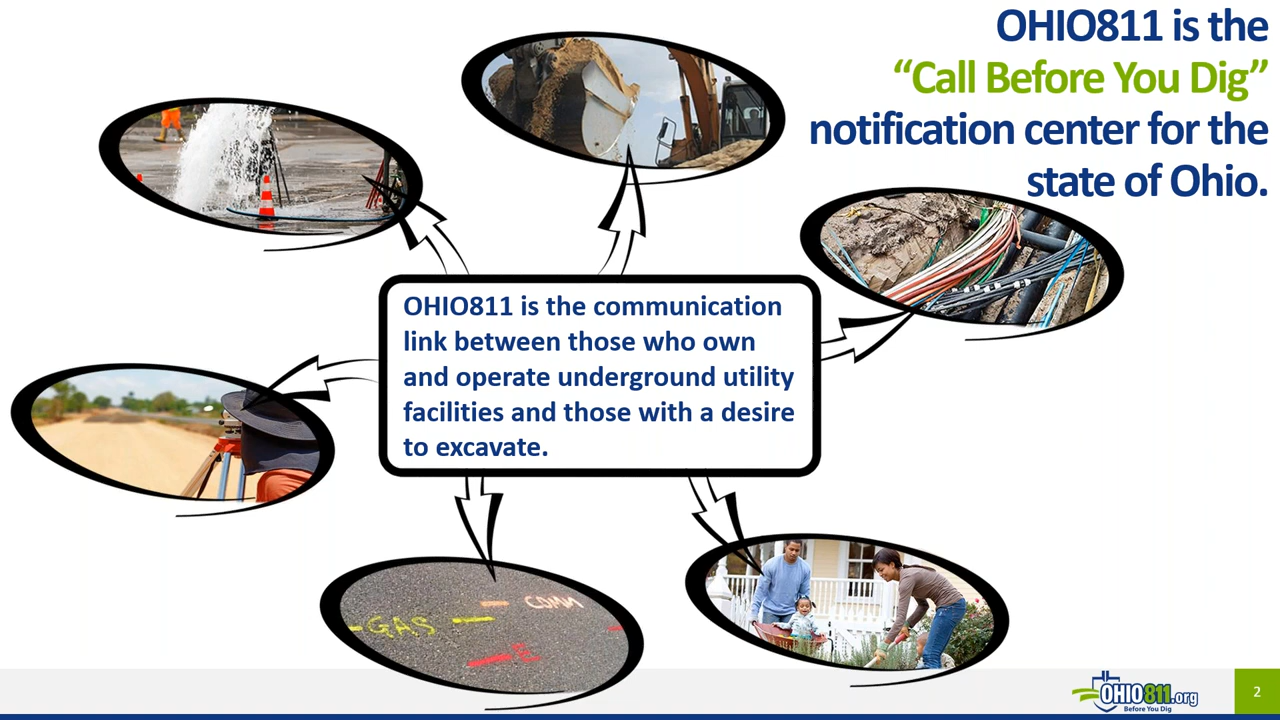 OHIO811 is the
“Call Before You Dig”
notification center for the
state of Ohio.
OHIO811 is the communication
link between those who own
and operate underground utility
facilities and those with a desire
to excavate.
COMM
GAS
E
OHIO811.org
Before You Dig
2